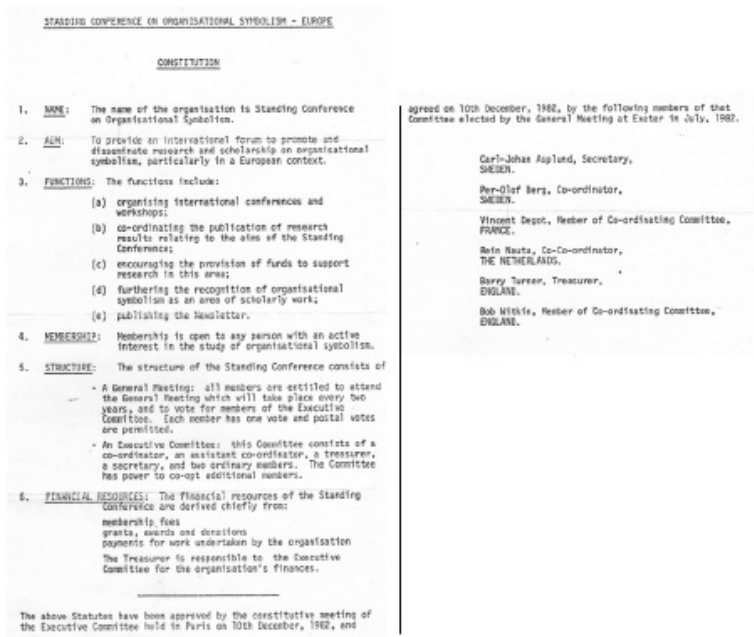 STANDING CONFERENCE ON ORGANISATIONAL SYMBOLISM - EUROPE
CONSTITUTION
1. NAME: The name of the organisation is Standing Conference
on Organisational Symbolism.
2. AIM: To provide an international forum to promote and
disseminate research and scholarship on organisational
symbolism, particularly in a European context.
3. FUNCTIONS: The functions include:
(a) organising international conferences and
workshops;
(b) co-ordinating the publication of research
results relating to the aims of the Standing
Conference;
(c) encouraging the provision of funds to support
research in this area;
(d) furthering the recognition of organisational
symbolism as an area of scholarly work;
(e) publishing the Newsletter.
4. MEMBERSHIP: Membership is open to any person with an active
interest in the study of organisational symbolism.
5. STRUCTURE: The structure of the Standing Conference consists of
- A General Meeting: all members are entitled to attend
the General Meeting which will take place every two
years, and to vote for members of the Executive
Committee. Each member has one vote and postal votes
are permitted.
- An Executive Committee: this Committee consists of a
co-ordinator, an assistant co-ordinator, a treasurer,
a secretary, and two ordinary members. The Committee
has power to co-opt additional members.
6. FINANCIAL RESOURCES: The financial resources of the Standing
Conference are derived chiefly from:
membership fees
grants, awards and donations
payments for work undertaken by the organisation
The Treasurer is responsible to the Executive
Committee for the organisation's finances.
The above Statutes have been approved by the constitutive meeting of
the Executive Committee held in Paris on 10th December, 1982, and
agreed on 10th December, 1982, by the following members of that
Committee elected by the General Meeting at Exeter in July, 1982.
Carl-Johan Asplund, Secretary,
SWEDEN.
Per-Olof Berg, Co-ordinator,
SWEDEN.
Vincent Degot, Member of Co-ordinating Committee,
FRANCE.
Rein Nauta, Co-Co-ordinator,
THE NETHERLANDS.
Barry Turner, Treasurer,
ENGLAND.
Bob Witkin, Member of Co-ordinating Committee,
ENGLAND.